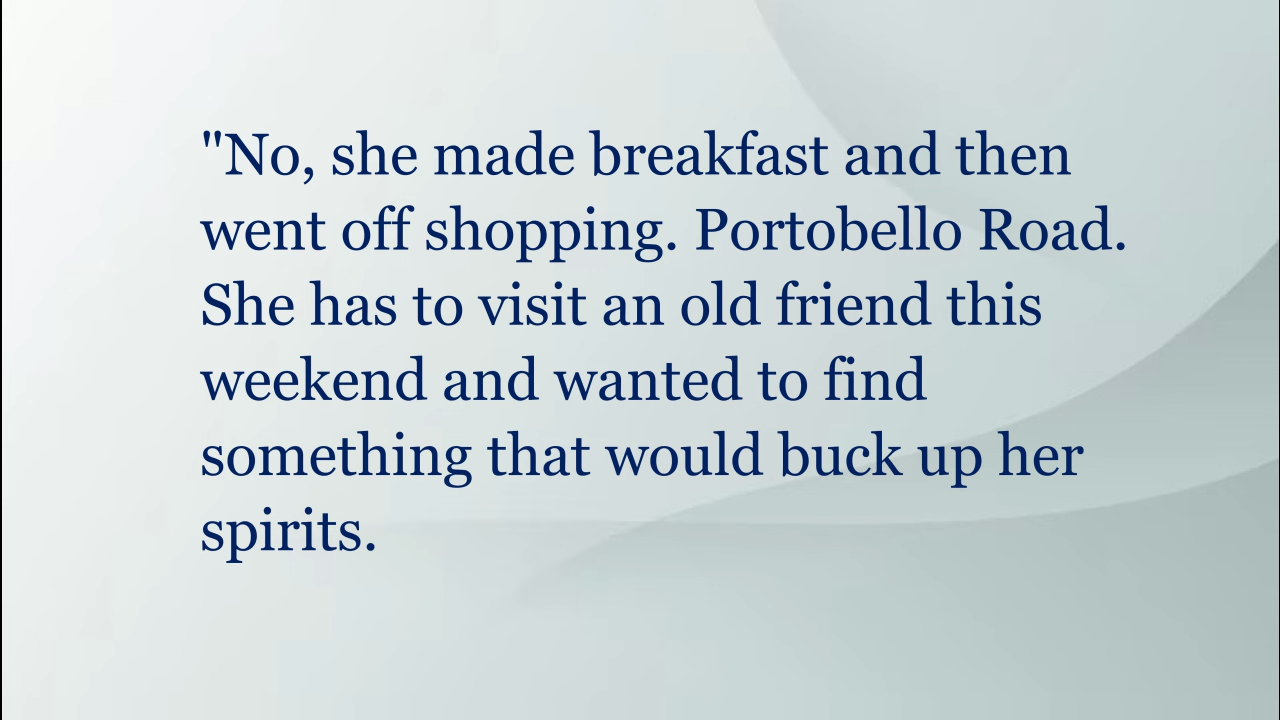 "No, she made breakfast and then
went off shopping. Portobello Road.
She has to visit an old friend this
weekend and wanted to find
something that would buck up her
spirits.